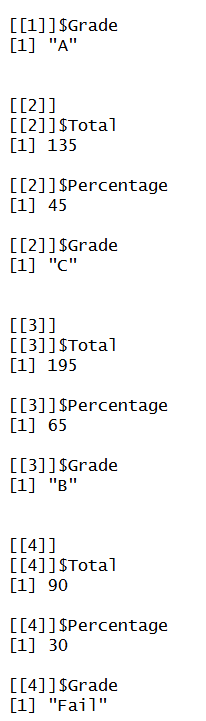 [[1]]$Grade
[1] "A"
[[2]]
[[2]]$Total
[1] 135
[[2]]$Percentage
[1] 45
[[2]]$Grade
[1] "C"
[[3]]
[[3]]$Total
[1] 195
[[3]]$Percentage
[1] 65
[[3]]$Grade
[1] "B"
[[4]]
[[4]]$Total
[1] 90
[[4]]$Percentage
[1] 30
[[4]]$Grade
[1] "Fail"